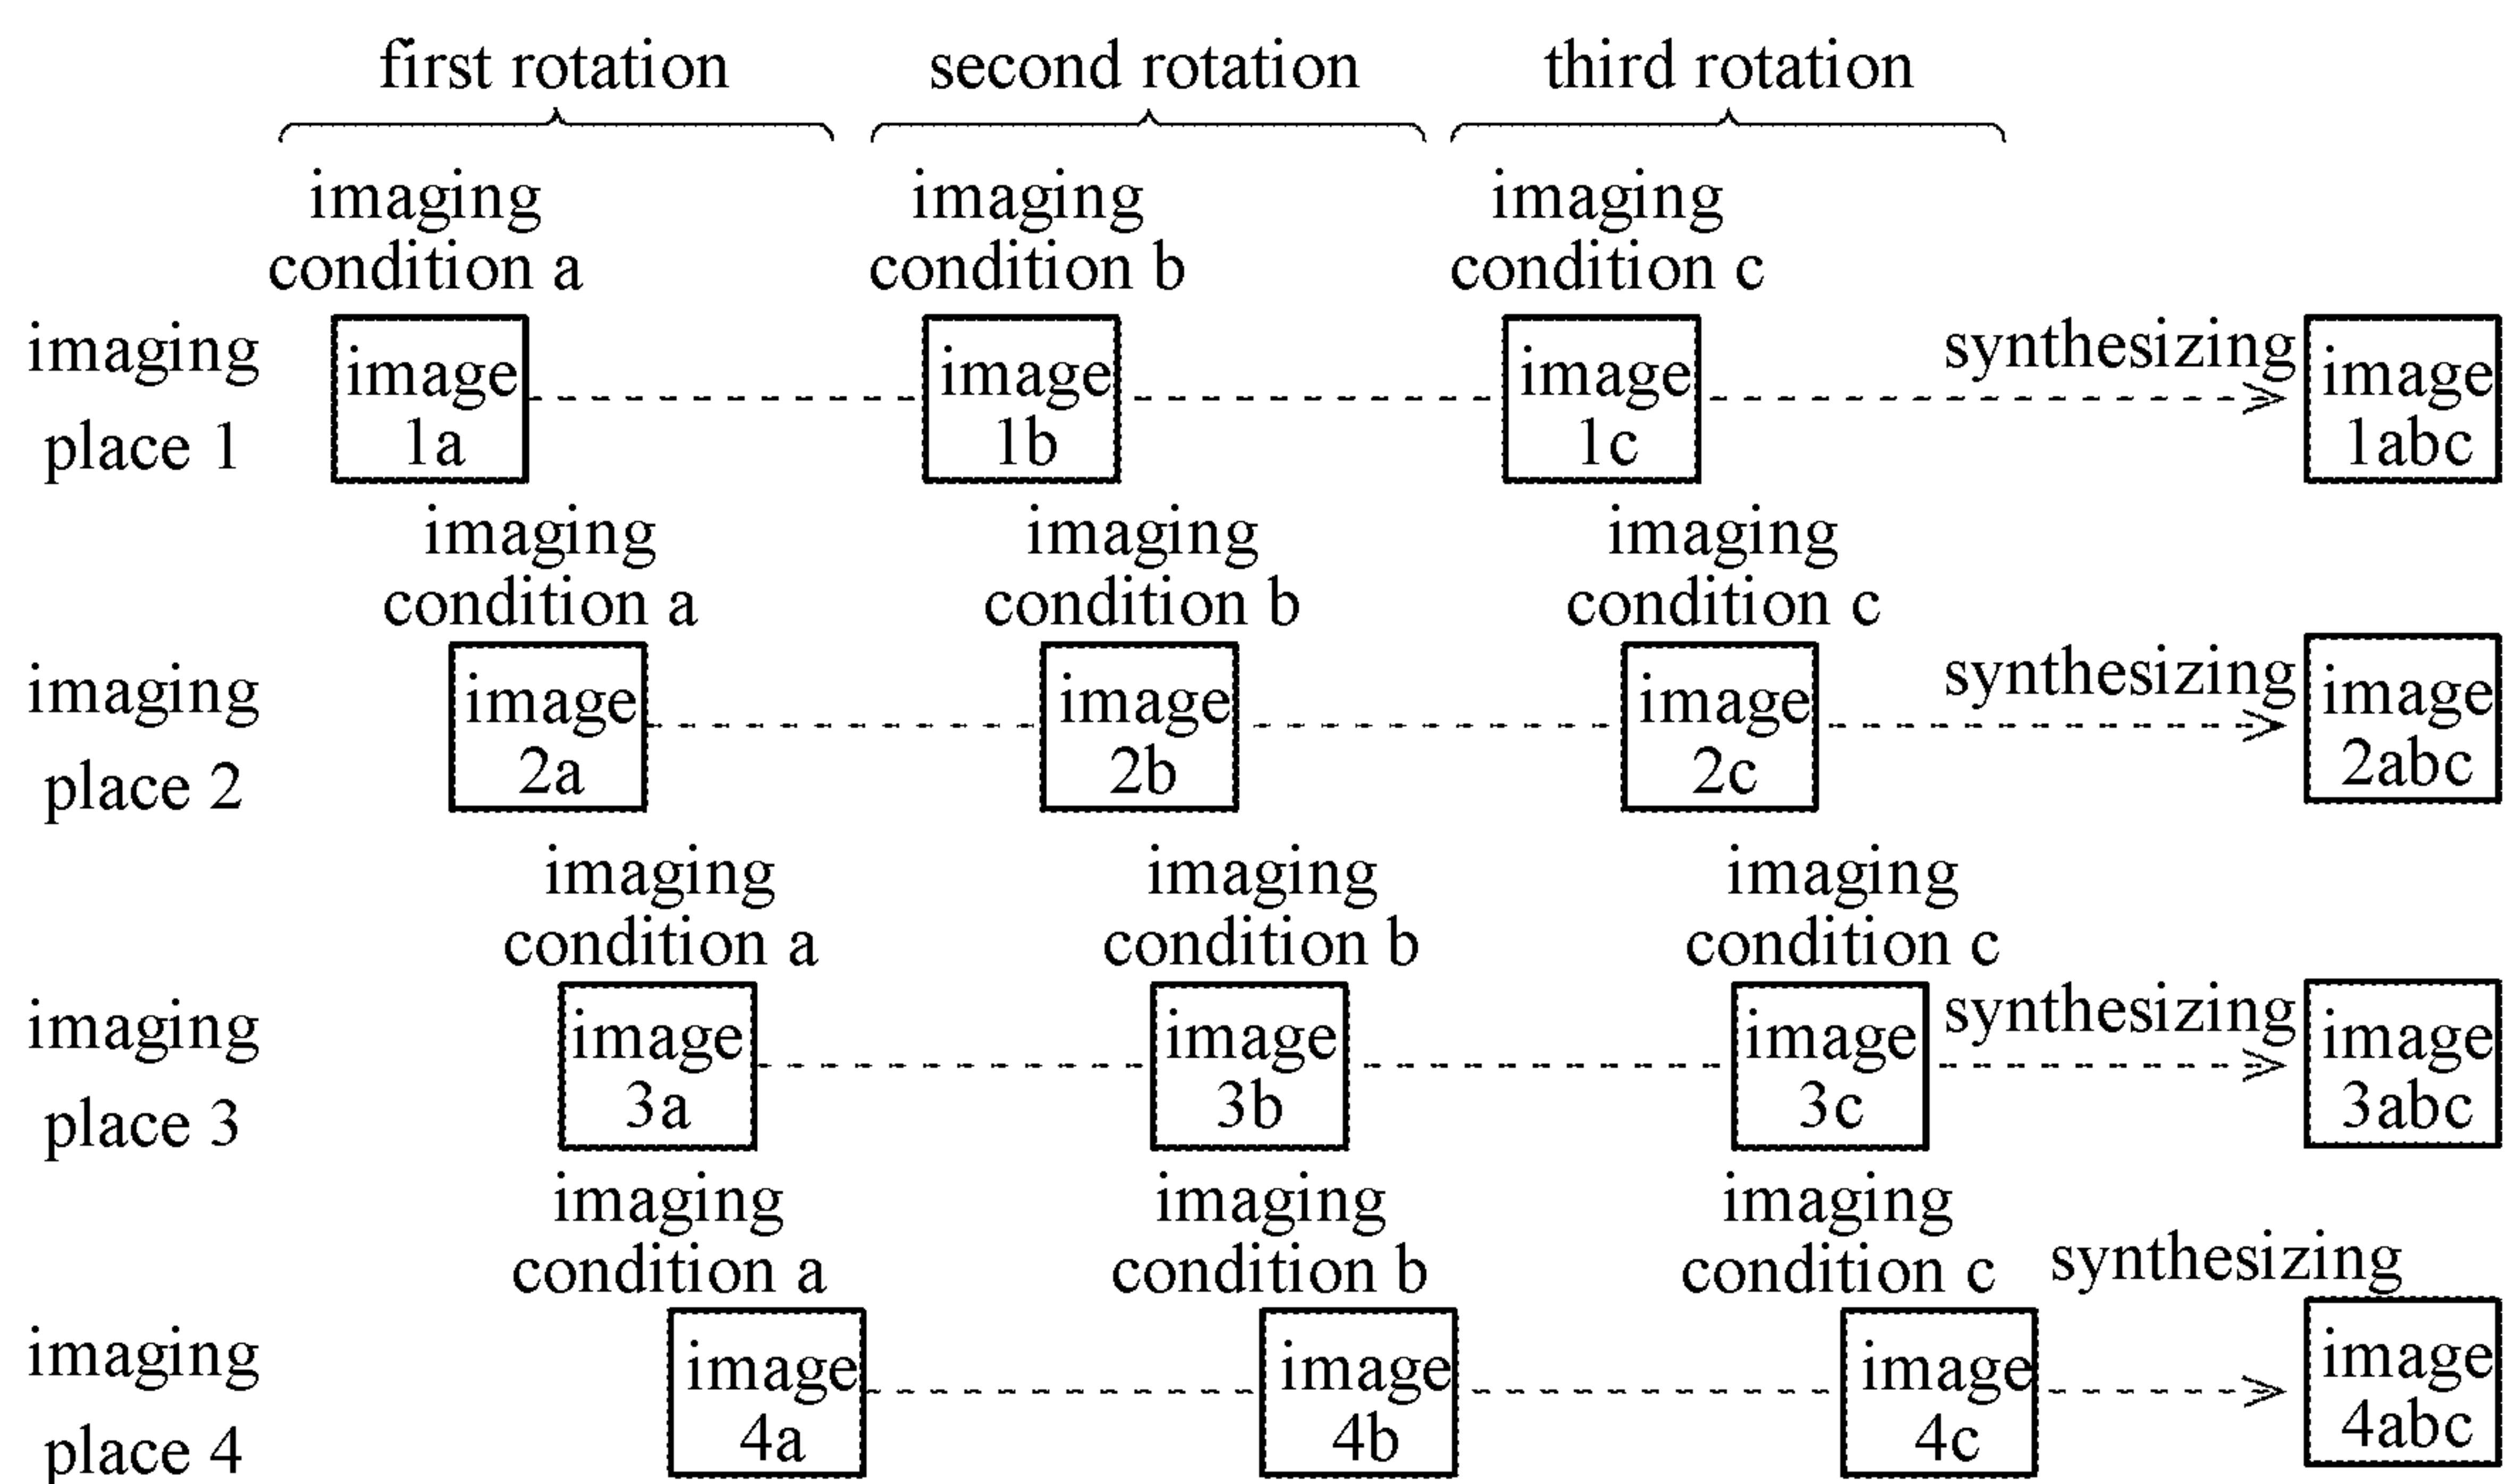 first rotation second rotation third rotation
imaging imaging imaging
condition a condition b condition c
imaging image image image synthesizing image
place 1 1a 1b 1c 1abc
imaging imaging imaging
condition a condition b condition c
imaging image image image synthesizing image
place 2 2a 2b 2c 2abc
imaging imaging imaging
condition a condition b condition c
imaging image image image synthesizing image
place 3 3a 3b 3c 3abc
imaging imaging imaging
condition a condition b condition c synthesizing
imaging image image image image
place 4 4a 4b 4c 4abc